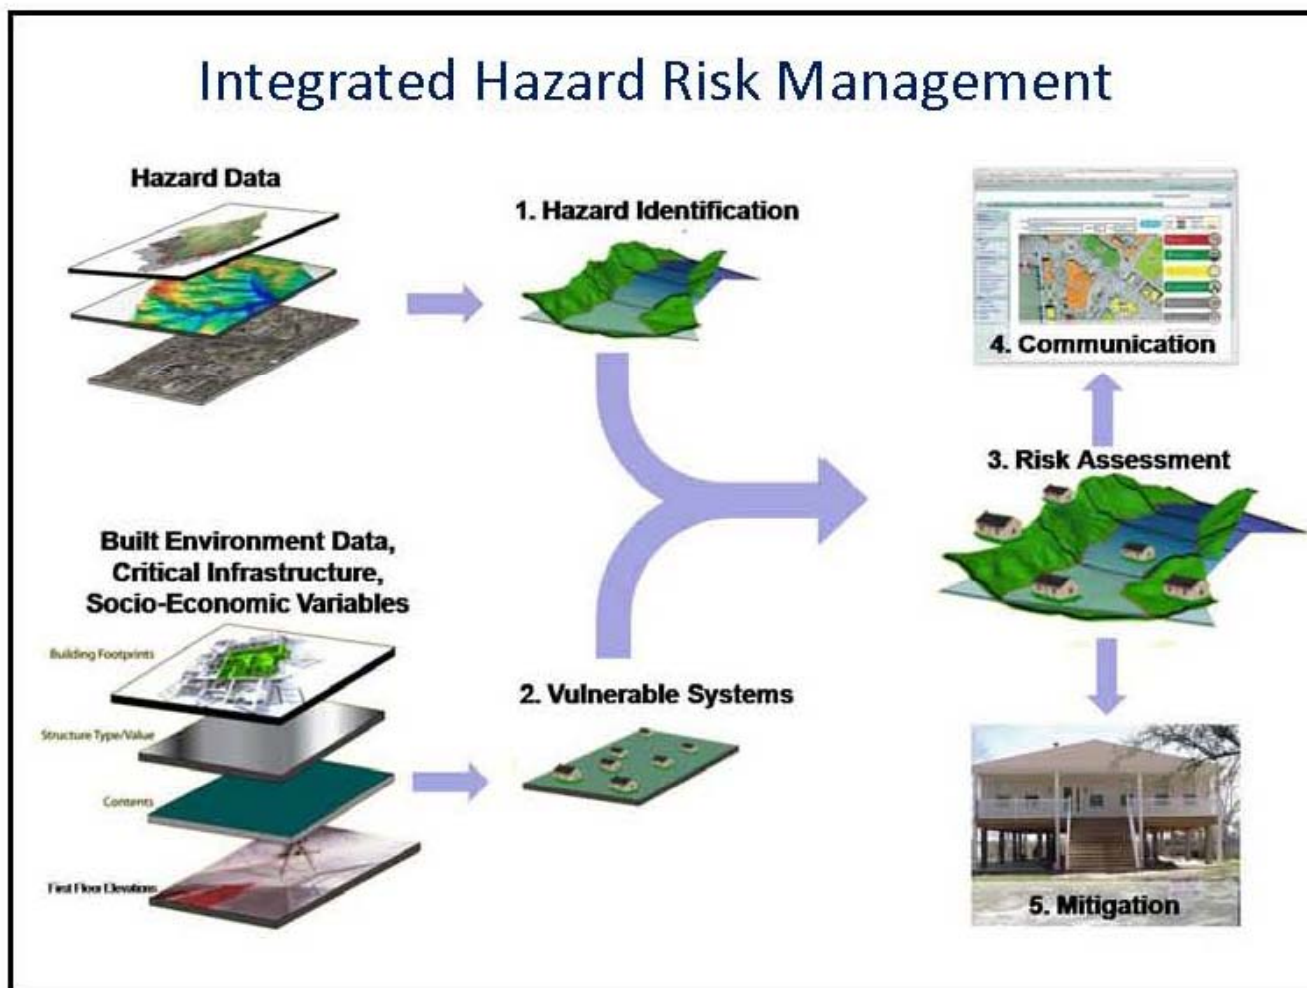 Integrated Hazard Risk Management
Hazard Data
1. Hazard Identification
4. Communication
3. Risk Assessment
Built Environment Data,
Critical Infrastructure,
Socio-Economic Variables
Building Footprints
Structure Type/Value
Contents
First Floor Elevations
2. Vulnerable Systems
5. Mitigation